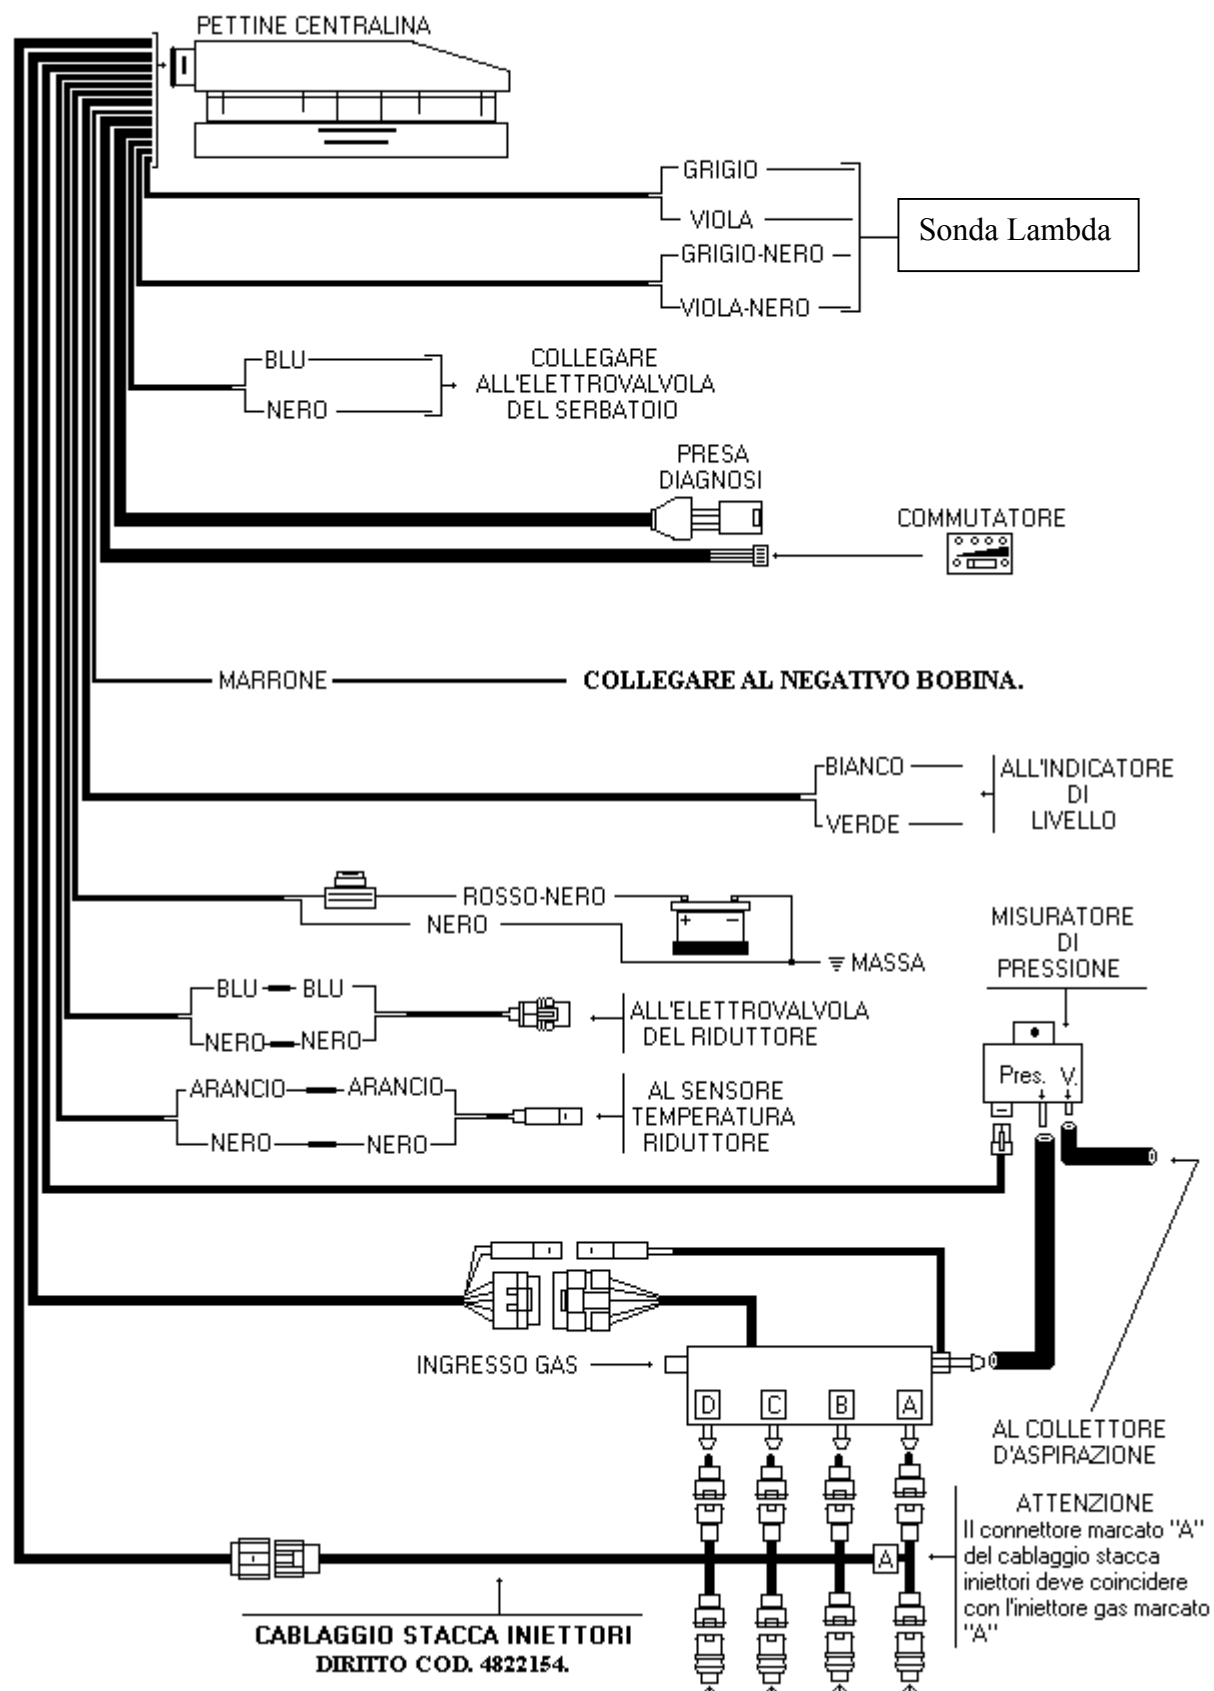 PETTINE CENTRALINA
GRIGIO
VIOLA
GRIGIO-NERO
VIOLA-NERO
Sonda Lambda
BLU
NERO
COLLEGARE
ALL'ELETTROVALVOLA
DEL SERBATOIO
PRESA
DIAGNOSI
COMMUTATORE
MARRONE
COLLEGARE AL NEGATIVO BOBINA.
BIANCO
VERDE
ALL'INDICATORE
DI
LIVELLO
ROSSO-NERO
NERO
+ −
MASSA
MISURATORE
DI
PRESSIONE
BLU BLU
NERO NERO
ALL'ELETTROVALVOLA
DEL RIDUTTORE
ARANCIO ARANCIO
NERO NERO
AL SENSORE
TEMPERATURA
RIDUTTORE
Pres. V.
INGRESSO GAS
D C B A
AL COLLETTORE
D'ASPIRAZIONE
A
ATTENZIONE
Il connettore marcato "A"
del cablaggio stacca
iniettori deve coincidere
con l'iniettore gas marcato
"A"
CABLAGGIO STACCA INIETTORI
DIRITTO COD. 4822154.